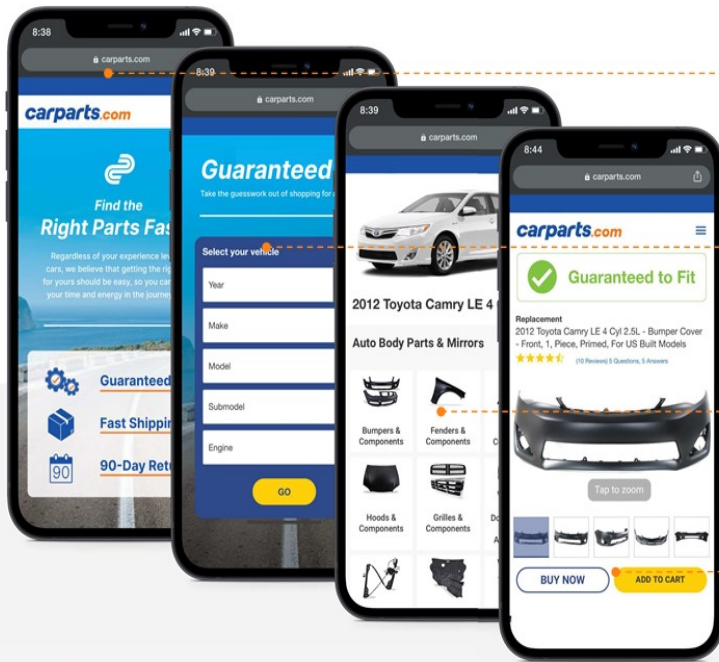 8:38
carparts.com
carparts.com
Find the
Right Parts Fas
Regardless of your experience lev
cars, we believe that getting the rig
for yours should be easy, so you can
your time and energy in the journey
Guaranteed
Fast Shippin
90
90-Day Retu
8:39
carparts.com
Guaranteed
Take the guesswork out of shopping for a
Select your vehicle
Year
Make
Model
Submodel
Engine
GO
8:39
carparts.com
2012 Toyota Camry LE 4
Auto Body Parts & Mirrors
Bumpers &
Components
Fenders &
Components
Hoods &
Components
Grilles &
Components
8:44
carparts.com
carparts.com
Guaranteed to Fit
Replacement
2012 Toyota Camry LE 4 Cyl 2.5L - Bumper Cover
- Front, 1, Piece, Primed, For US Built Models
(10 Reviews) 5 Questions, 5 Answers
Tap to zoom
BUY NOW
ADD TO CART